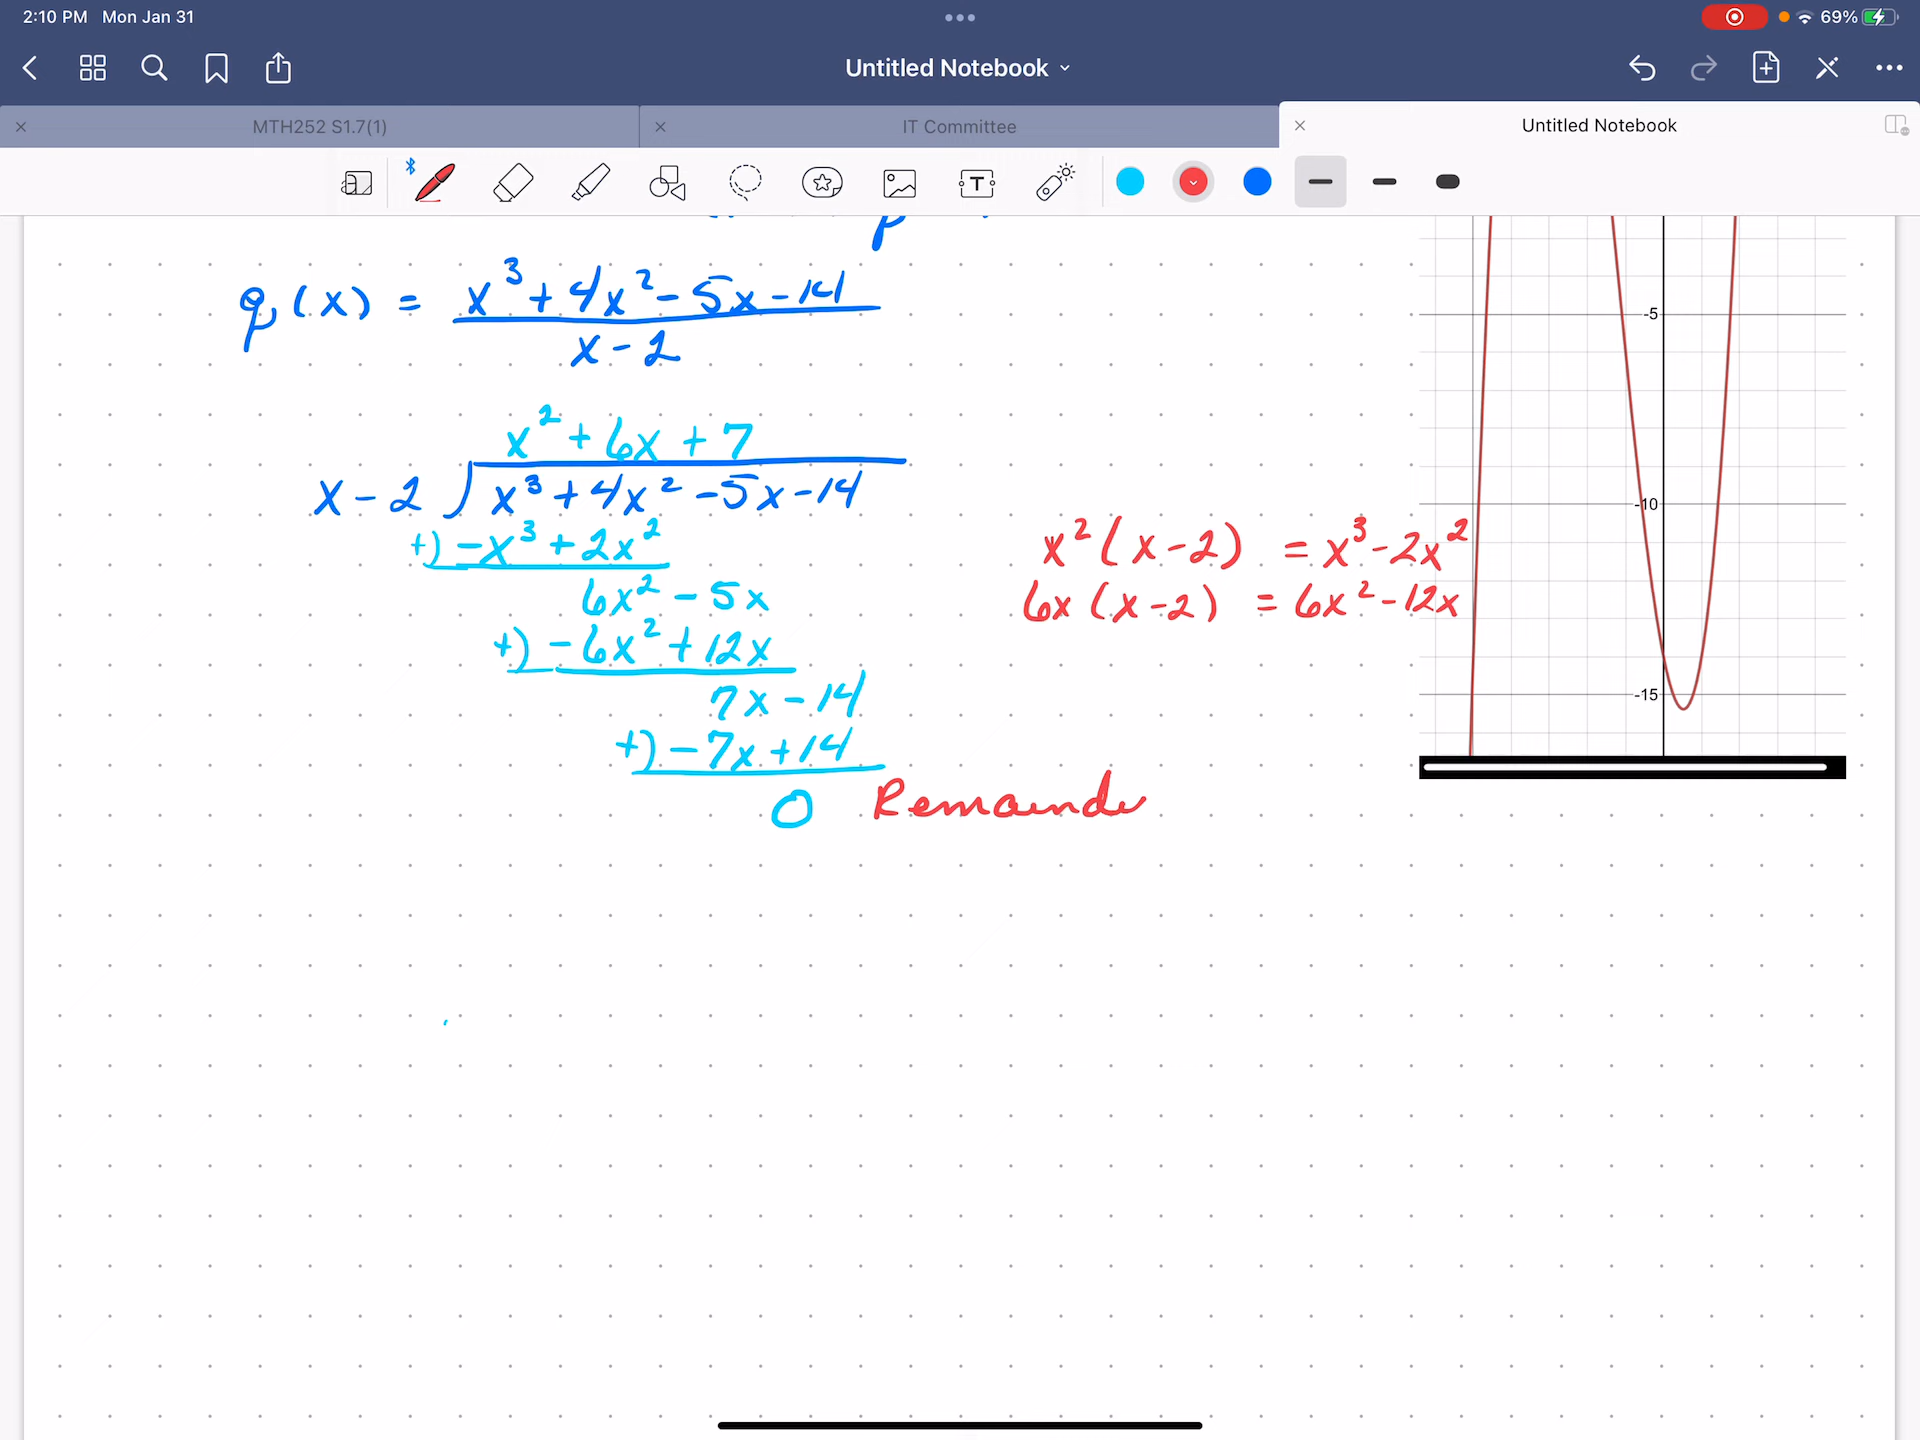 2:10 PM Mon Jan 31
69%
Untitled Notebook
MTH252 S1.7(1)
IT Committee
Untitled Notebook
T
q(x) = x³ + 4x² - 5x - 14
x - 2
x² + 6x + 7
x - 2 ) x³ + 4x² - 5x - 14
+) - x³ + 2x²
6x² - 5x
+) - 6x² + 12x
7x - 14
+) - 7x + 14
0 Remainde
x² (x - 2) = x³ - 2x²
6x (x - 2) = 6x² - 12x
-5
-10
-15